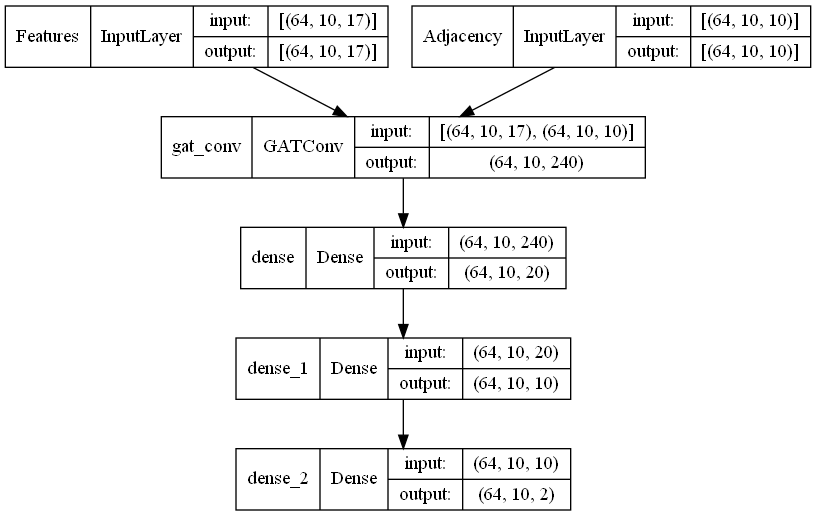 Features InputLayer input: [(64, 10, 17)]
output: [(64, 10, 17)]
Adjacency InputLayer input: [(64, 10, 10)]
output: [(64, 10, 10)]
gat_conv GATConv input: [(64, 10, 17), (64, 10, 10)]
output: (64, 10, 240)
dense Dense input: (64, 10, 240)
output: (64, 10, 20)
dense_1 Dense input: (64, 10, 20)
output: (64, 10, 10)
dense_2 Dense input: (64, 10, 10)
output: (64, 10, 2)